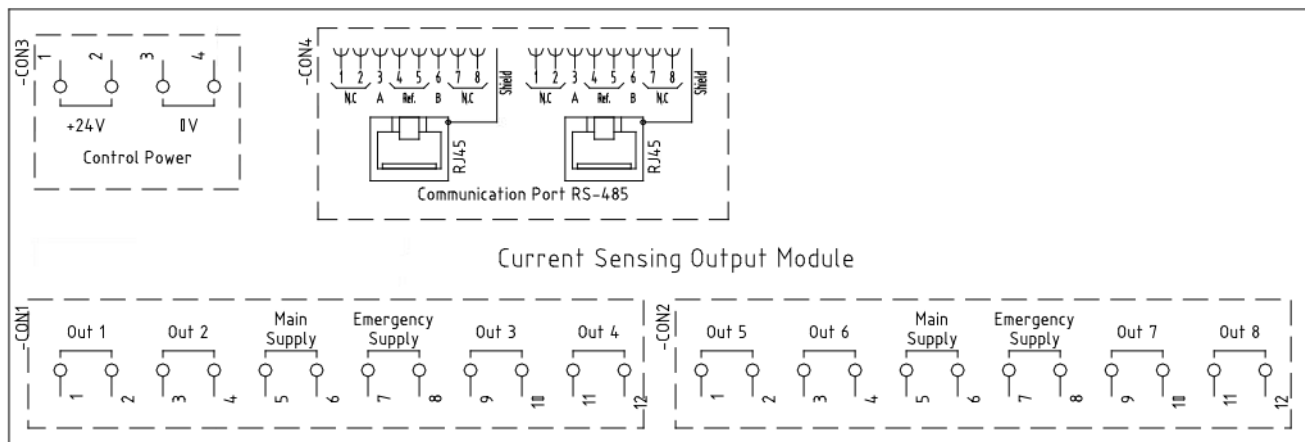 -CON3
1 2 3 4
+24V 0V
Control Power
-CON4
1 2 3 4 5 6 7 8
N.C A Ref. B N.C
Shield
RJ45
1 2 3 4 5 6 7 8
N.C A Ref. B N.C
Shield
RJ45
Communication Port RS-485
Current Sensing Output Module
-CON1
Out 1 Out 2 Main Supply Emergency Supply Out 3 Out 4
1 2 3 4 5 6 7 8 9 10 11 12
-CON2
Out 5 Out 6 Main Supply Emergency Supply Out 7 Out 8
1 2 3 4 5 6 7 8 9 10 11 12